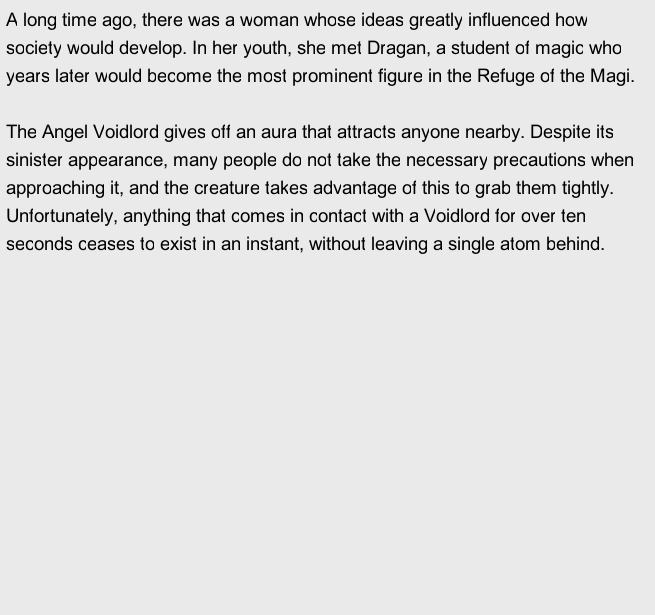 A long time ago, there was a woman whose ideas greatly influenced how
society would develop. In her youth, she met Dragan, a student of magic who
years later would become the most prominent figure in the Refuge of the Magi.
The Angel Voidlord gives off an aura that attracts anyone nearby. Despite its
sinister appearance, many people do not take the necessary precautions when
approaching it, and the creature takes advantage of this to grab them tightly.
Unfortunately, anything that comes in contact with a Voidlord for over ten
seconds ceases to exist in an instant, without leaving a single atom behind.